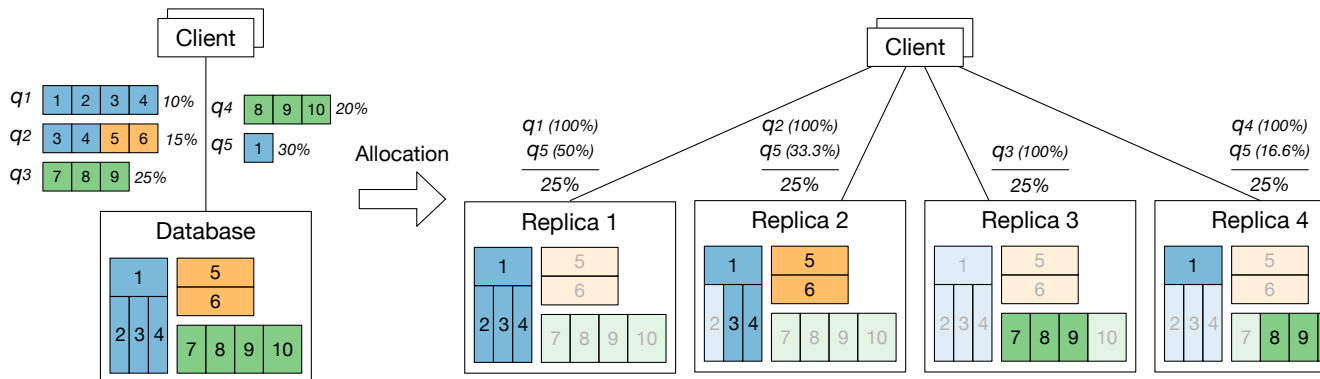 Client
q1 1 2 3 4 10%
q2 3 4 5 6 15%
q3 7 8 9 25%
q4 8 9 10 20%
q5 1 30%
Database
1
2 3 4
5
6
7 8 9 10
Allocation
Client
q1 (100%)
q5 (50%)
25%
q2 (100%)
q5 (33.3%)
25%
q3 (100%)
25%
q4 (100%)
q5 (16.6%)
25%
Replica 1
1
2 3 4
5
6
7 8 9 10
Replica 2
1
2 3 4
5
6
7 8 9 10
Replica 3
1
2 3 4
5
6
7 8 9 10
Replica 4
1
2 3 4
5
6
7 8 9